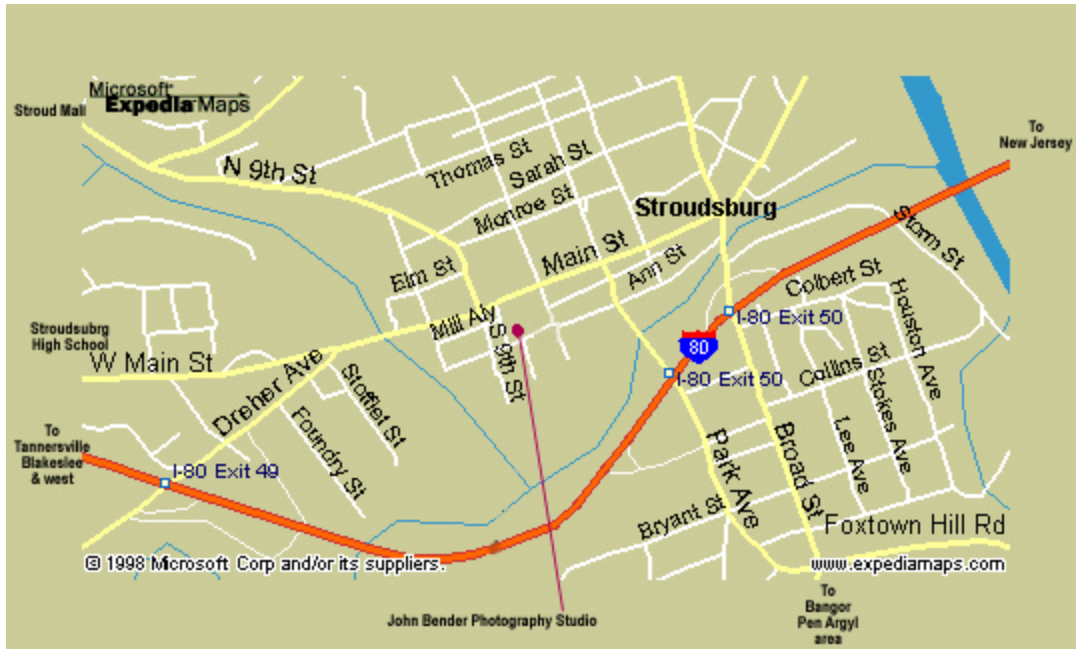 Microsoft
Expedia Maps
Stroud Mall
To
New Jersey
N 9th St
Thomas St
Sarah St
Monroe St
Stroudsburg
Storm St
Main St
Ann St
Elm St
Colbert St
Houston Ave
Mill Aly
I-80 Exit 50
Stroudsubrg
High School
W Main St
S 9th St
80
I-80 Exit 50
Collins St
Dreher Ave
Stofflet St
Stokes Ave
Foundry St
Lee Ave
Park Ave
Broad St
To
Tannersville
Blakeslee
& west
I-80 Exit 49
Bryant St
Foxtown Hill Rd
© 1998 Microsoft Corp and/or its suppliers.
www.expediamaps.com
John Bender Photography Studio
To
Bangor
Pen Argyl
area